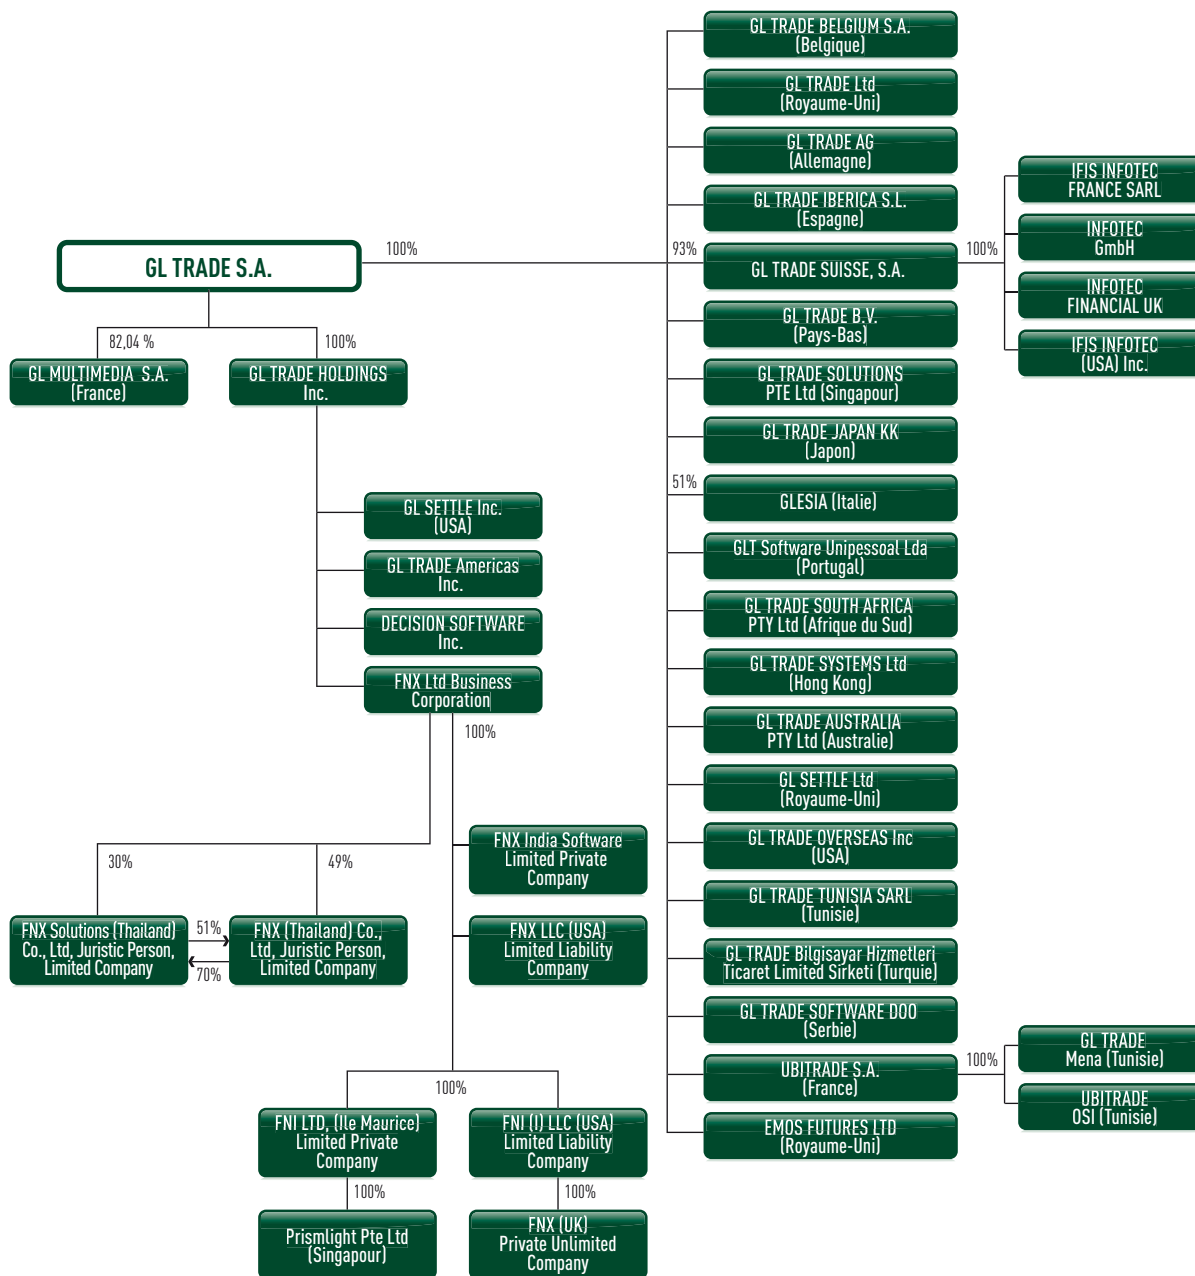 GL TRADE S.A.
100%
82,04 %
100%
GL MULTIMEDIA S.A.
(France)
GL TRADE HOLDINGS
Inc.
GL SETTLE Inc.
(USA)
GL TRADE Americas
Inc.
DECISION SOFTWARE
Inc.
FNX Ltd Business
Corporation
100%
30%
49%
FNX Solutions (Thailand)
Co., Ltd, Juristic Person,
Limited Company
51%
70%
FNX (Thailand) Co.,
Ltd, Juristic Person,
Limited Company
FNX India Software
Limited Private
Company
FNX LLC (USA)
Limited Liability
Company
100%
FNI LTD, (Ile Maurice)
Limited Private
Company
FNI (I) LLC (USA)
Limited Liability
Company
100%
100%
Prismlight Pte Ltd
(Singapour)
FNX (UK)
Private Unlimited
Company
GL TRADE BELGIUM S.A.
(Belgique)
GL TRADE Ltd
(Royaume-Uni)
GL TRADE AG
(Allemagne)
GL TRADE IBERICA S.L.
(Espagne)
93%
GL TRADE SUISSE, S.A.
100%
IFIS INFOTEC
FRANCE SARL
INFOTEC
GmbH
INFOTEC
FINANCIAL UK
IFIS INFOTEC
(USA) Inc.
GL TRADE B.V.
(Pays-Bas)
GL TRADE SOLUTIONS
PTE Ltd (Singapour)
GL TRADE JAPAN KK
(Japon)
51%
GLESIA (Italie)
GLT Software Unipessoal Lda
(Portugal)
GL TRADE SOUTH AFRICA
PTY Ltd (Afrique du Sud)
GL TRADE SYSTEMS Ltd
(Hong Kong)
GL TRADE AUSTRALIA
PTY Ltd (Australie)
GL SETTLE Ltd
(Royaume-Uni)
GL TRADE OVERSEAS Inc
(USA)
GL TRADE TUNISIA SARL
(Tunisie)
GL TRADE Bilgisayar Hizmetleri
Ticaret Limited Sirketi (Turquie)
GL TRADE SOFTWARE DOO
(Serbie)
UBITRADE S.A.
(France)
100%
GL TRADE
Mena (Tunisie)
UBITRADE
OSI (Tunisie)
EMOS FUTURES LTD
(Royaume-Uni)